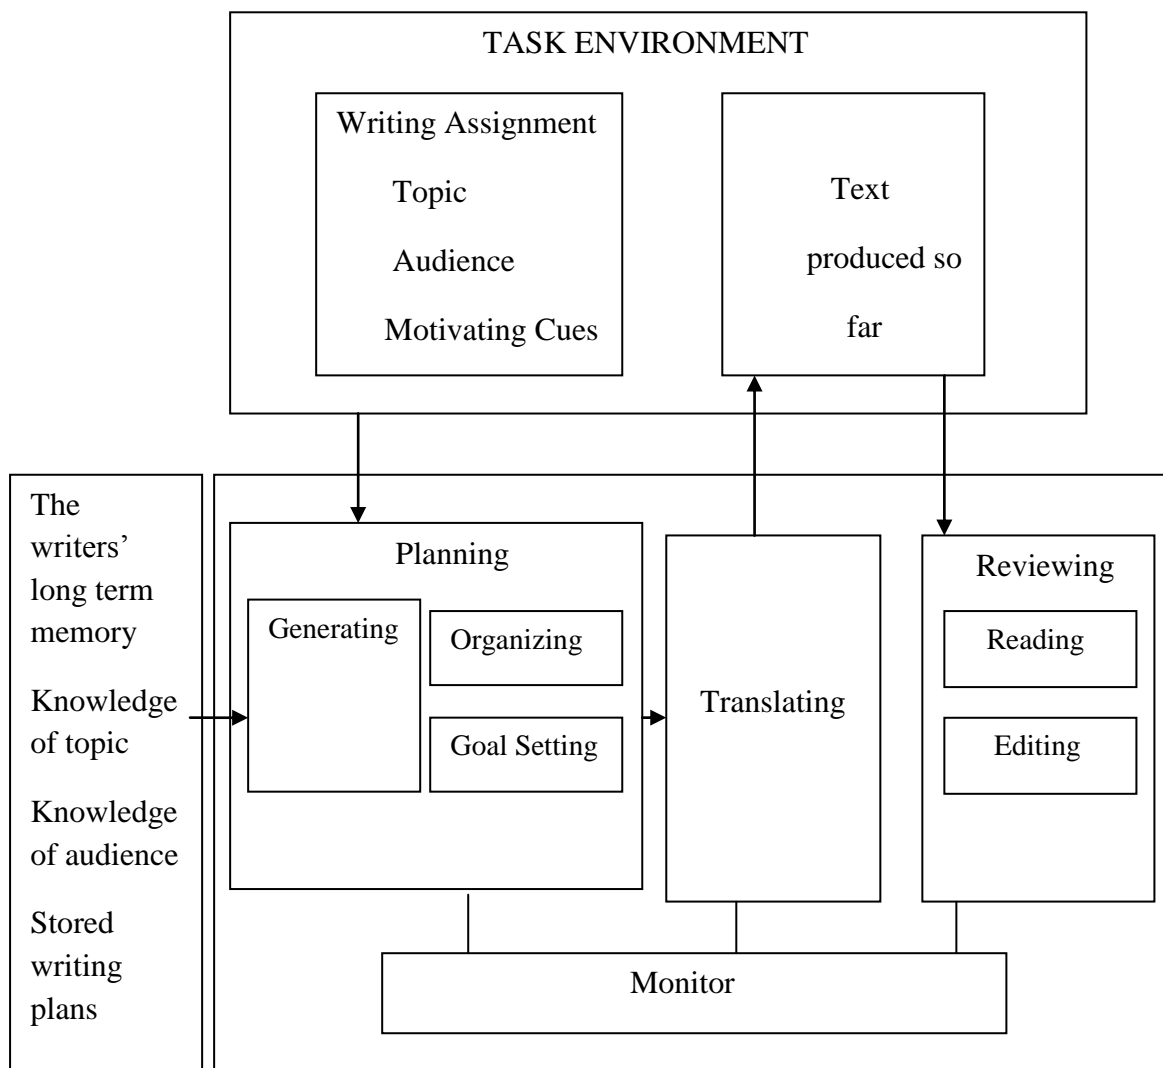 TASK ENVIRONMENT
Writing Assignment
Topic
Audience
Motivating Cues
Text
produced so
far
The
writers’
long term
memory
Knowledge
of topic
Knowledge
of audience
Stored
writing
plans
Planning
Generating
Organizing
Goal Setting
Translating
Reviewing
Reading
Editing
Monitor